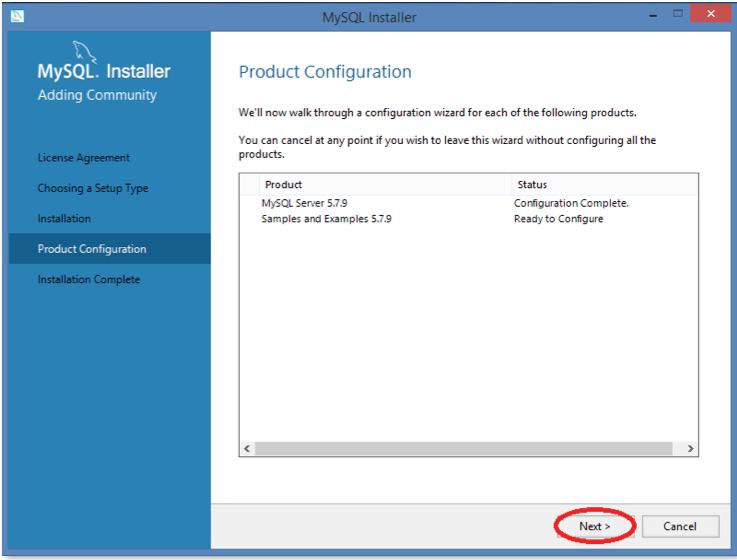 MySQL Installer
MySQL. Installer
Adding Community
License Agreement
Choosing a Setup Type
Installation
Product Configuration
Installation Complete
Product Configuration
We'll now walk through a configuration wizard for each of the following products.
You can cancel at any point if you wish to leave this wizard without configuring all the
products.
Product Status
MySQL Server 5.7.9 Configuration Complete.
Samples and Examples 5.7.9 Ready to Configure
Next > Cancel